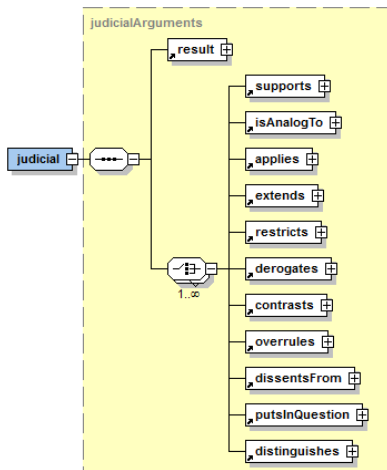 judicialArguments
result
supports
isAnalogTo
judicial
applies
extends
restricts
derogates
1..∞
contrasts
overrules
dissentsFrom
putsInQuestion
distinguishes